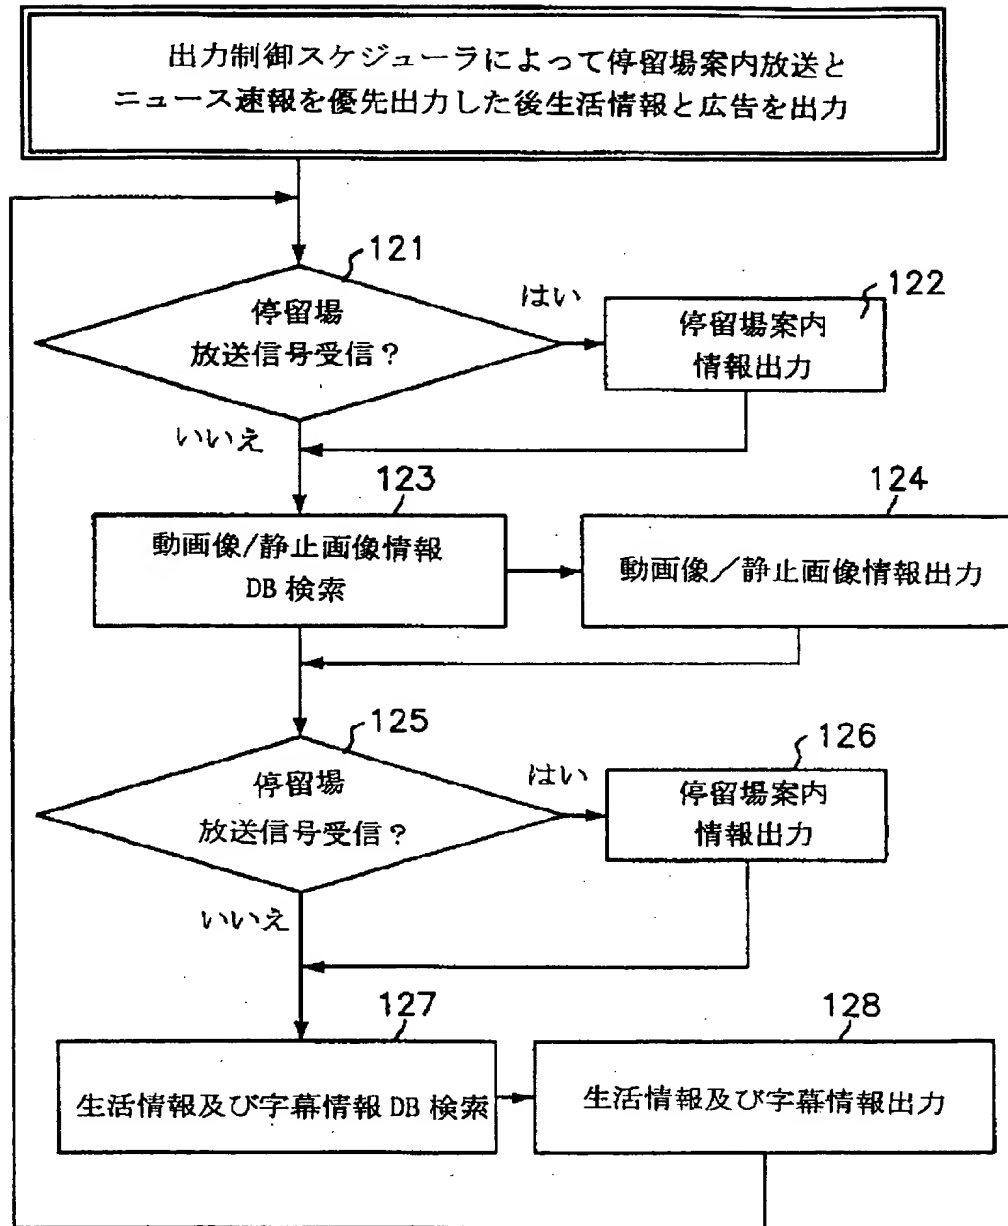 出力制御スケジューラによって停留場案内放送と
ニュース速報を優先出力した後生活情報と広告を出力
121
停留場
放送信号受信？
はい
122
停留場案内
情報出力
いいえ
123
動画像/静止画像情報
DB 検索
124
動画像／静止画像情報出力
125
停留場
放送信号受信？
はい
126
停留場案内
情報出力
いいえ
127
生活情報及び字幕情報 DB 検索
128
生活情報及び字幕情報出力